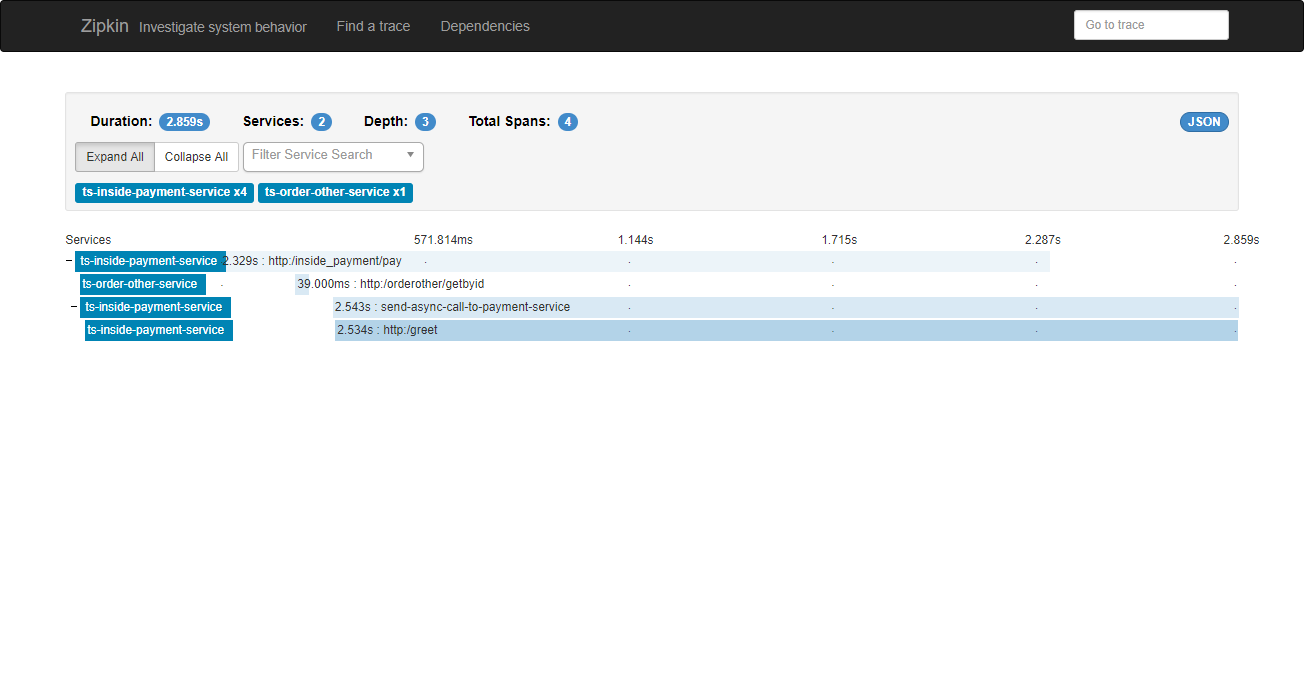 Zipkin Investigate system behavior Find a trace Dependencies Go to trace
Duration: 2.859s Services: 2 Depth: 3 Total Spans: 4 JSON
Expand All Collapse All Filter Service Search
ts-inside-payment-service x4 ts-order-other-service x1
Services 571.814ms 1.144s 1.715s 2.287s 2.859s
- ts-inside-payment-service 2.329s : http:/inside_payment/pay
ts-order-other-service 39.000ms : http:/orderother/getbyid
- ts-inside-payment-service 2.543s : send-async-call-to-payment-service
ts-inside-payment-service 2.534s : http:/greet